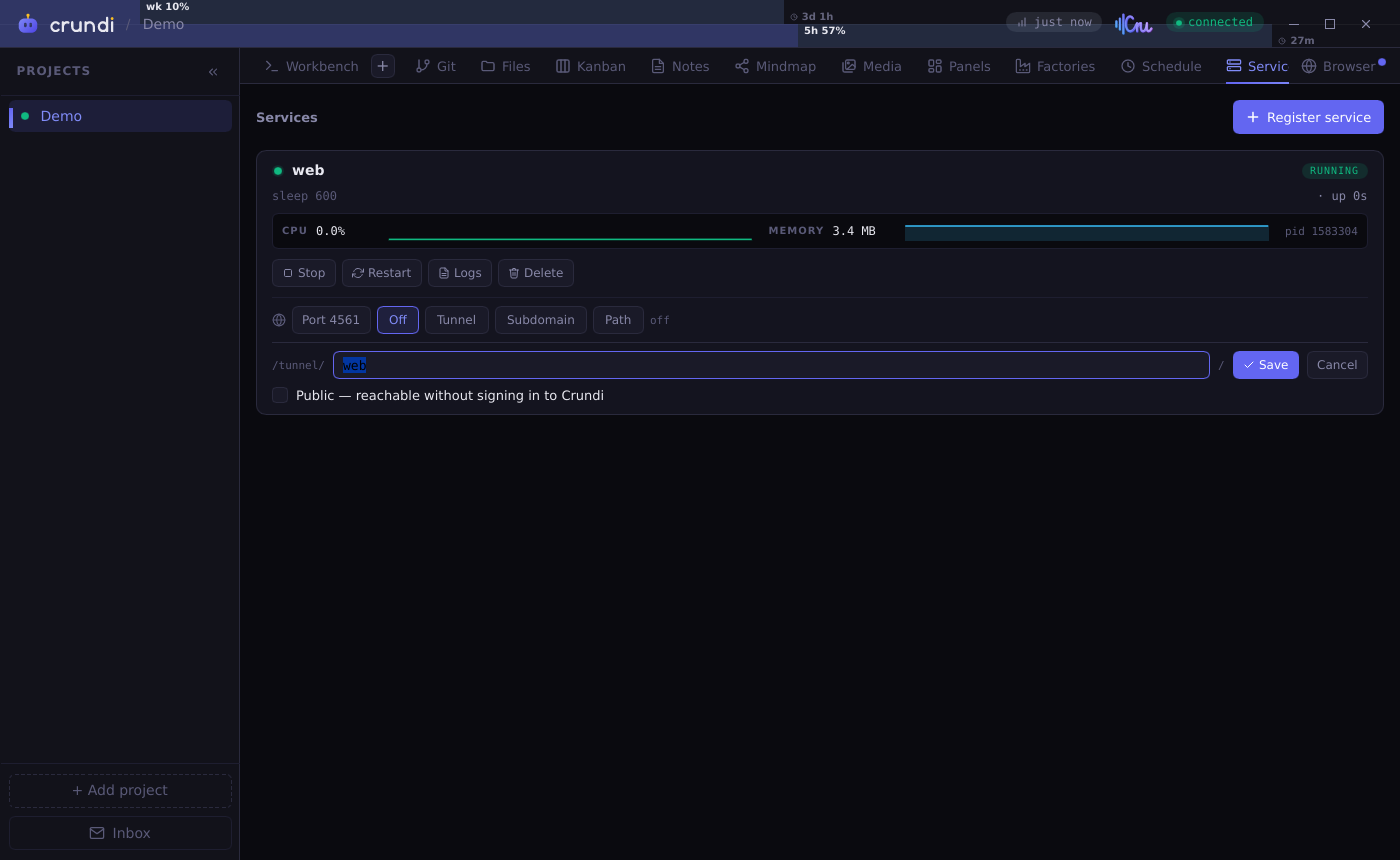 wk 10%
crundi / Demo
3d 1h
5h 57%
just now
Cru
connected
27m
PROJECTS «
Workbench + Git Files Kanban Notes Mindmap Media Panels Factories Schedule Servic Browser
Demo
Services
+ Register service
web
RUNNING
sleep 600
· up 0s
CPU 0.0% MEMORY 3.4 MB pid 1583304
Stop Restart Logs Delete
Port 4561 Off Tunnel Subdomain Path off
/tunnel/ web / Save Cancel
Public — reachable without signing in to Crundi
+ Add project
Inbox